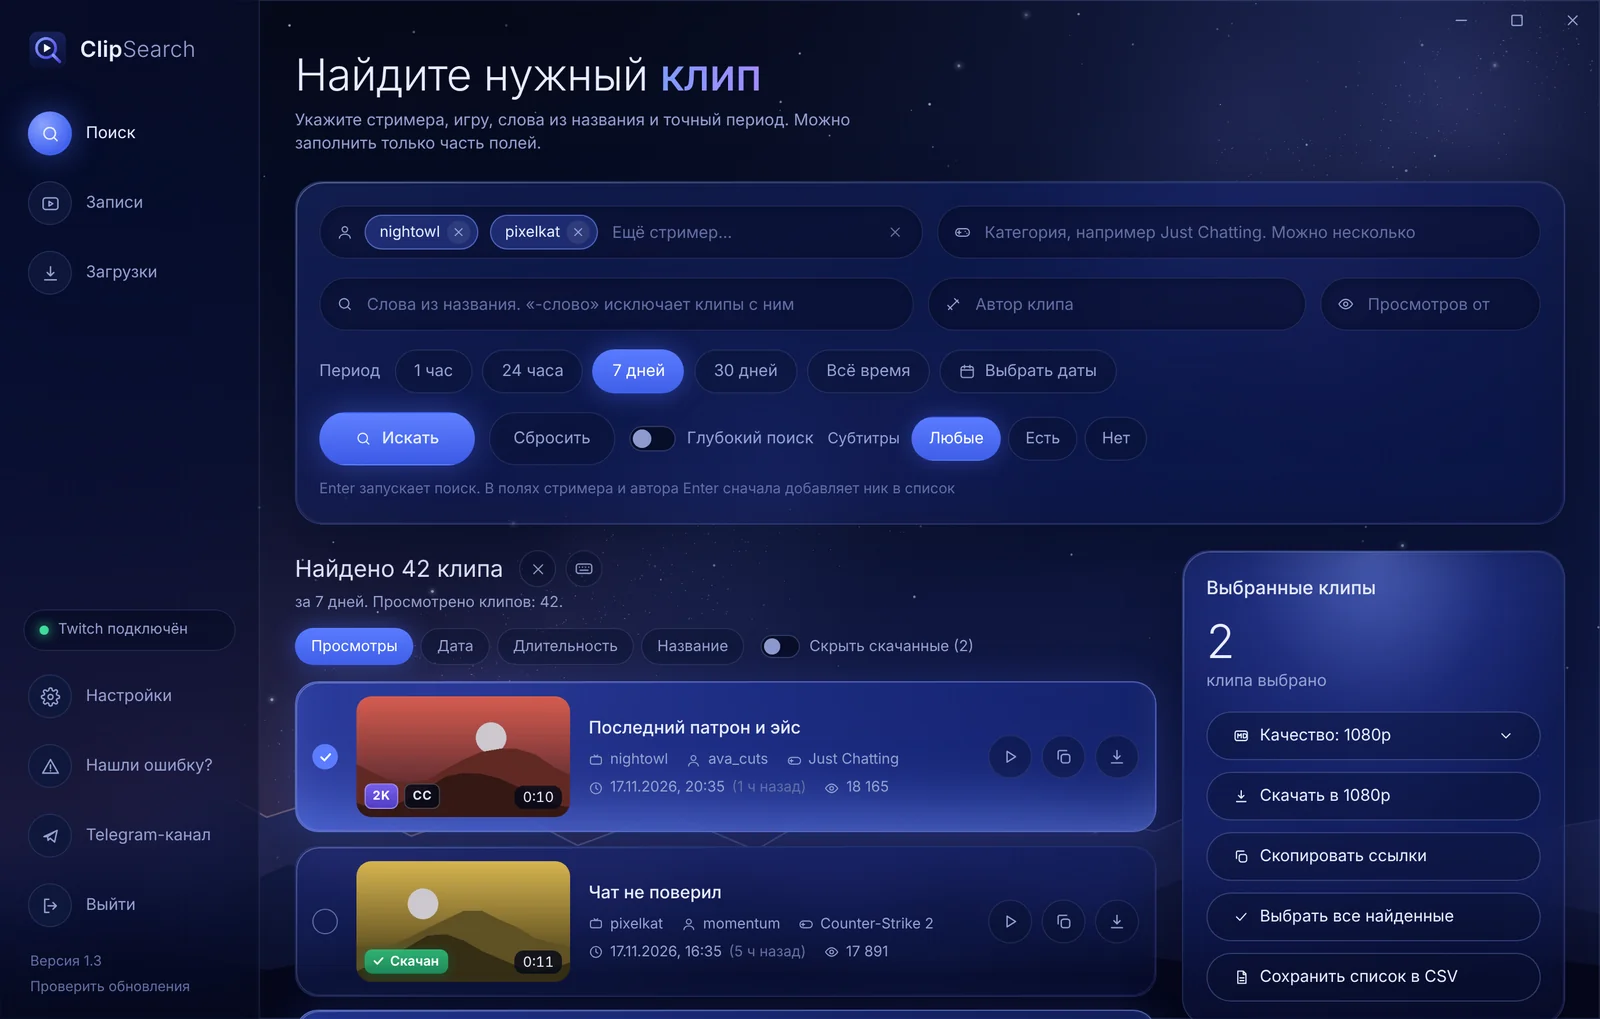 ClipSearch
Поиск
Записи
Загрузки
Twitch подключён
Настройки
Нашли ошибку?
Telegram-канал
Выйти
Версия 1.3
Проверить обновления
Найдите нужный клип
Укажите стримера, игру, слова из названия и точный период. Можно
заполнить только часть полей.
nightowl pixelkat Ещё стример... Категория, например Just Chatting. Можно несколько
Слова из названия. «-слово» исключает клипы с ним Автор клипа Просмотров от
Период 1 час 24 часа 7 дней 30 дней Всё время Выбрать даты
Искать Сбросить Глубокий поиск Субтитры Любые Есть Нет
Enter запускает поиск. В полях стримера и автора Enter сначала добавляет ник в список
Найдено 42 клипа
за 7 дней. Просмотрено клипов: 42.
Просмотры Дата Длительность Название Скрыть скачанные (2)
2K CC 0:10
Последний патрон и эйс
nightowl ava_cuts Just Chatting
17.11.2026, 20:35 (1 ч назад) 18 165
Скачан 0:11
Чат не поверил
pixelkat momentum Counter-Strike 2
17.11.2026, 16:35 (5 ч назад) 17 891
Выбранные клипы
2
клипа выбрано
HD Качество: 1080p
Скачать в 1080p
Скопировать ссылки
Выбрать все найденные
Сохранить список в CSV